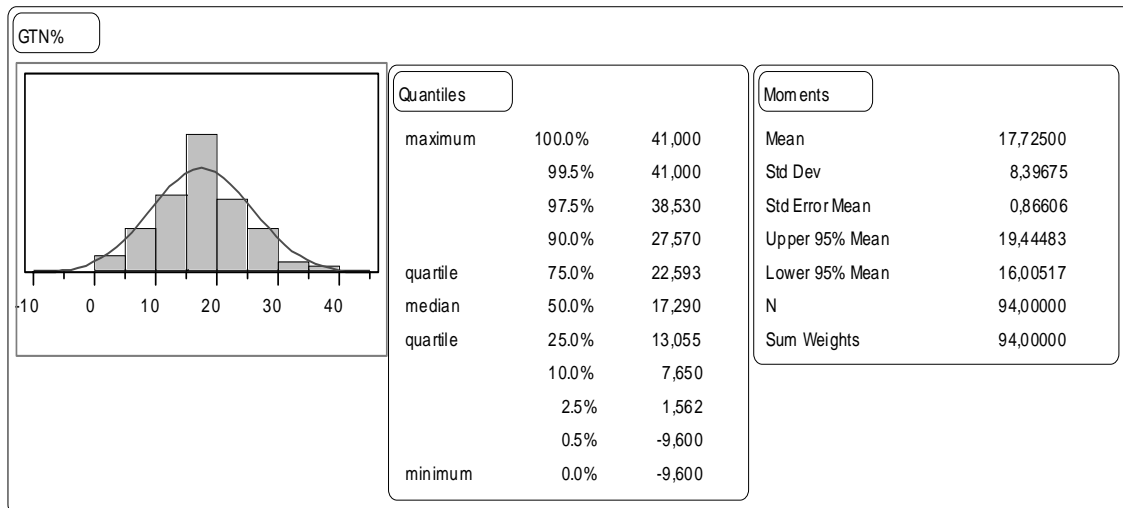 GTN%
-10 0 10 20 30 40
Quantiles
maximum 100.0% 41,000
99.5% 41,000
97.5% 38,530
90.0% 27,570
quartile 75.0% 22,593
median 50.0% 17,290
quartile 25.0% 13,055
10.0% 7,650
2.5% 1,562
0.5% -9,600
minimum 0.0% -9,600
Moments
Mean 17,72500
Std Dev 8,39675
Std Error Mean 0,86606
Upper 95% Mean 19,44483
Lower 95% Mean 16,00517
N 94,00000
Sum Weights 94,00000